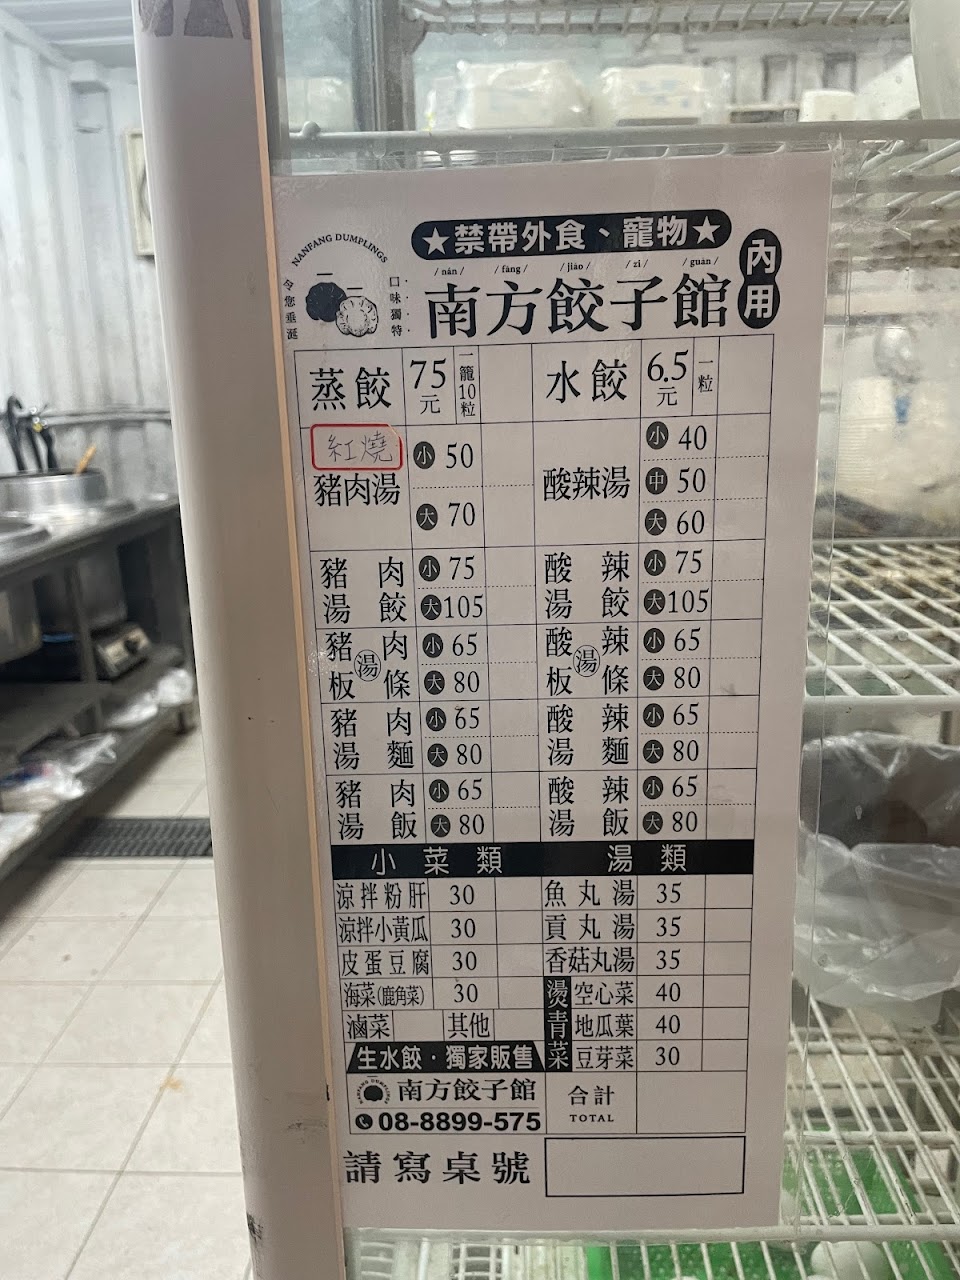 ★禁帶外食、寵物★
NANFANG DUMPLINGS
令您垂涎
口味獨特
/ nán / / fāng / / jiǎo / / zi / / guǎn /
南方餃子館
內用
蒸餃 75元 一籠10粒 水餃 6.5元 一粒
紅燒
豬肉湯 小 50 大 70 酸辣湯 小 40 中 50 大 60
豬肉湯餃 小 75 大 105 酸辣湯餃 小 75 大 105
豬肉湯板條 小 65 大 80 酸辣湯板條 小 65 大 80
豬肉湯麵 小 65 大 80 酸辣湯麵 小 65 大 80
豬肉湯飯 小 65 大 80 酸辣湯飯 小 65 大 80
小菜類 湯類
涼拌粉肝 30 魚丸湯 35
涼拌小黃瓜 30 貢丸湯 35
皮蛋豆腐 30 香菇丸湯 35
海菜(鹿角菜) 30 燙青菜 空心菜 40
滷菜 其他 地瓜葉 40
生水餃·獨家販售 豆芽菜 30
NANFANG DUMPLINGS
南方餃子館 合計
08-8899-575 TOTAL
請寫桌號